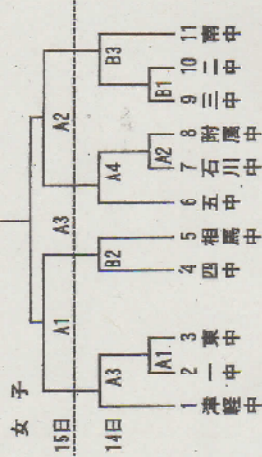 女子
15日
14日
A3
A1
A2
A3
B2
A4
B3
A1
A2
B1
1 津軽中
2 一中
3 東中
4 四中
5 相馬中
6 五中
7 石川中
8 附属中
9 三中
10 二中
11 南中